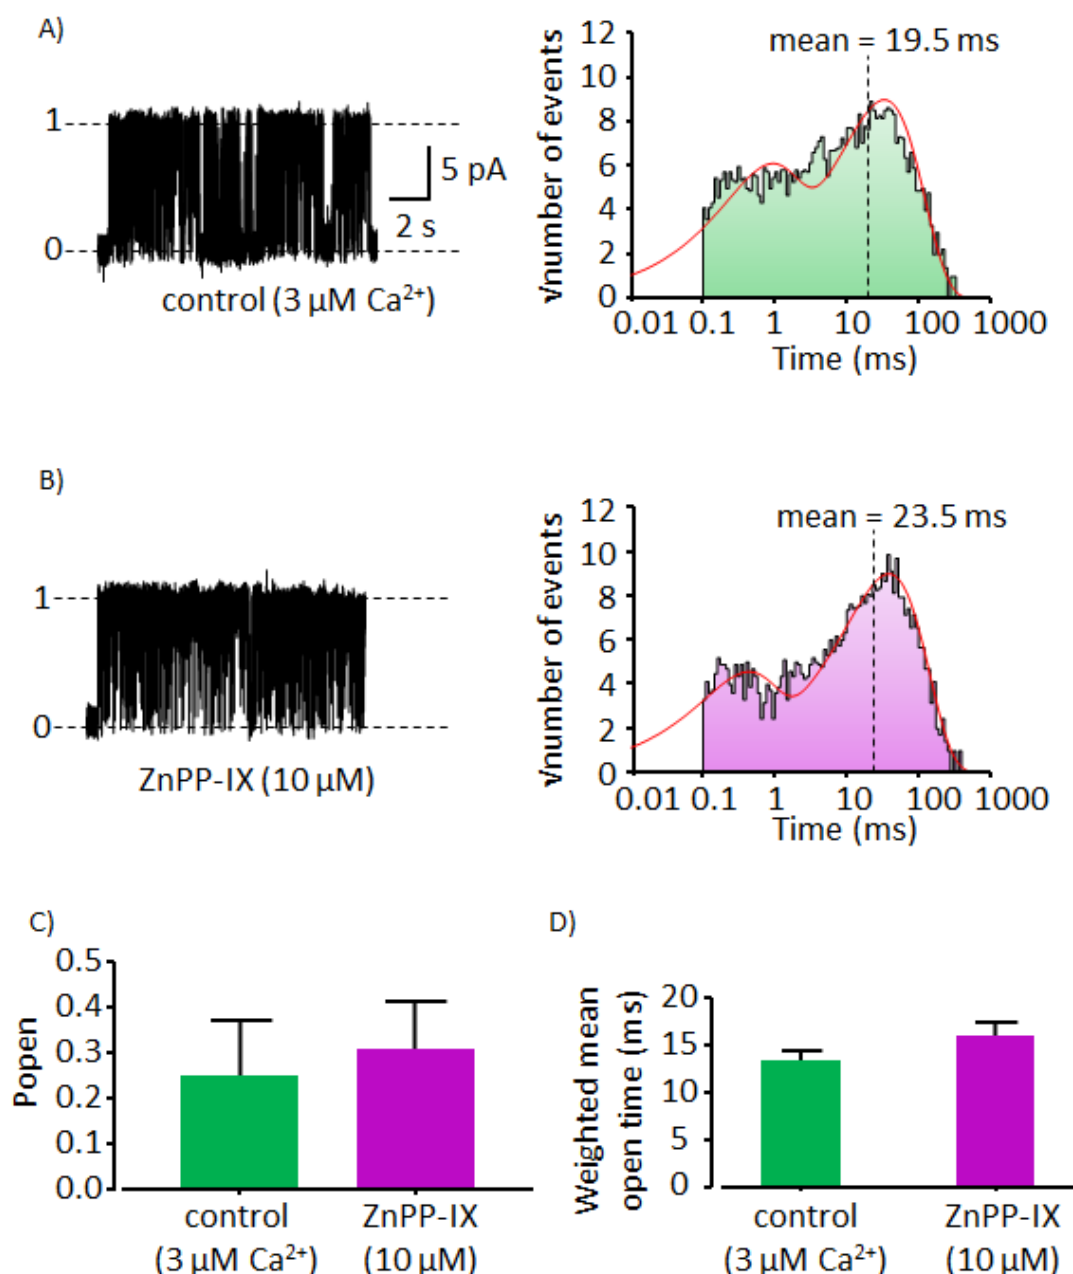 A)
1
0
5 pA
2 s
control (3 µM Ca²⁺)
mean = 19.5 ms
√number of events
12
10
8
6
4
2
0
0.01 0.1 1 10 100 1000
Time (ms)
B)
1
0
ZnPP-IX (10 µM)
mean = 23.5 ms
√number of events
12
10
8
6
4
2
0
0.01 0.1 1 10 100 1000
Time (ms)
C)
Popen
0.5
0.4
0.3
0.2
0.1
0.0
control
(3 µM Ca²⁺)
ZnPP-IX
(10 µM)
D)
Weighted mean
open time (ms)
20
15
10
5
0
control
(3 µM Ca²⁺)
ZnPP-IX
(10 µM)